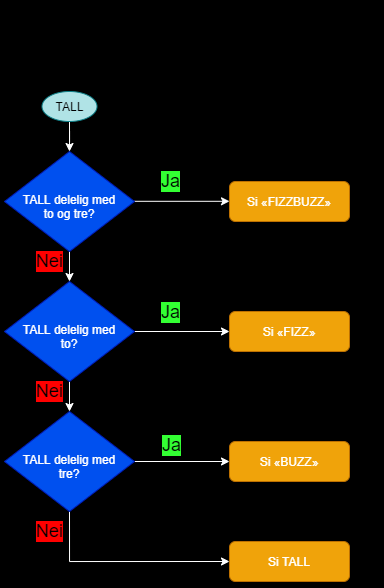 TALL
TALL delelig med
to og tre?
Ja
Si «FIZZBUZZ»
Nei
TALL delelig med
to?
Ja
Si «FIZZ»
Nei
TALL delelig med
tre?
Ja
Si «BUZZ»
Nei
Si TALL